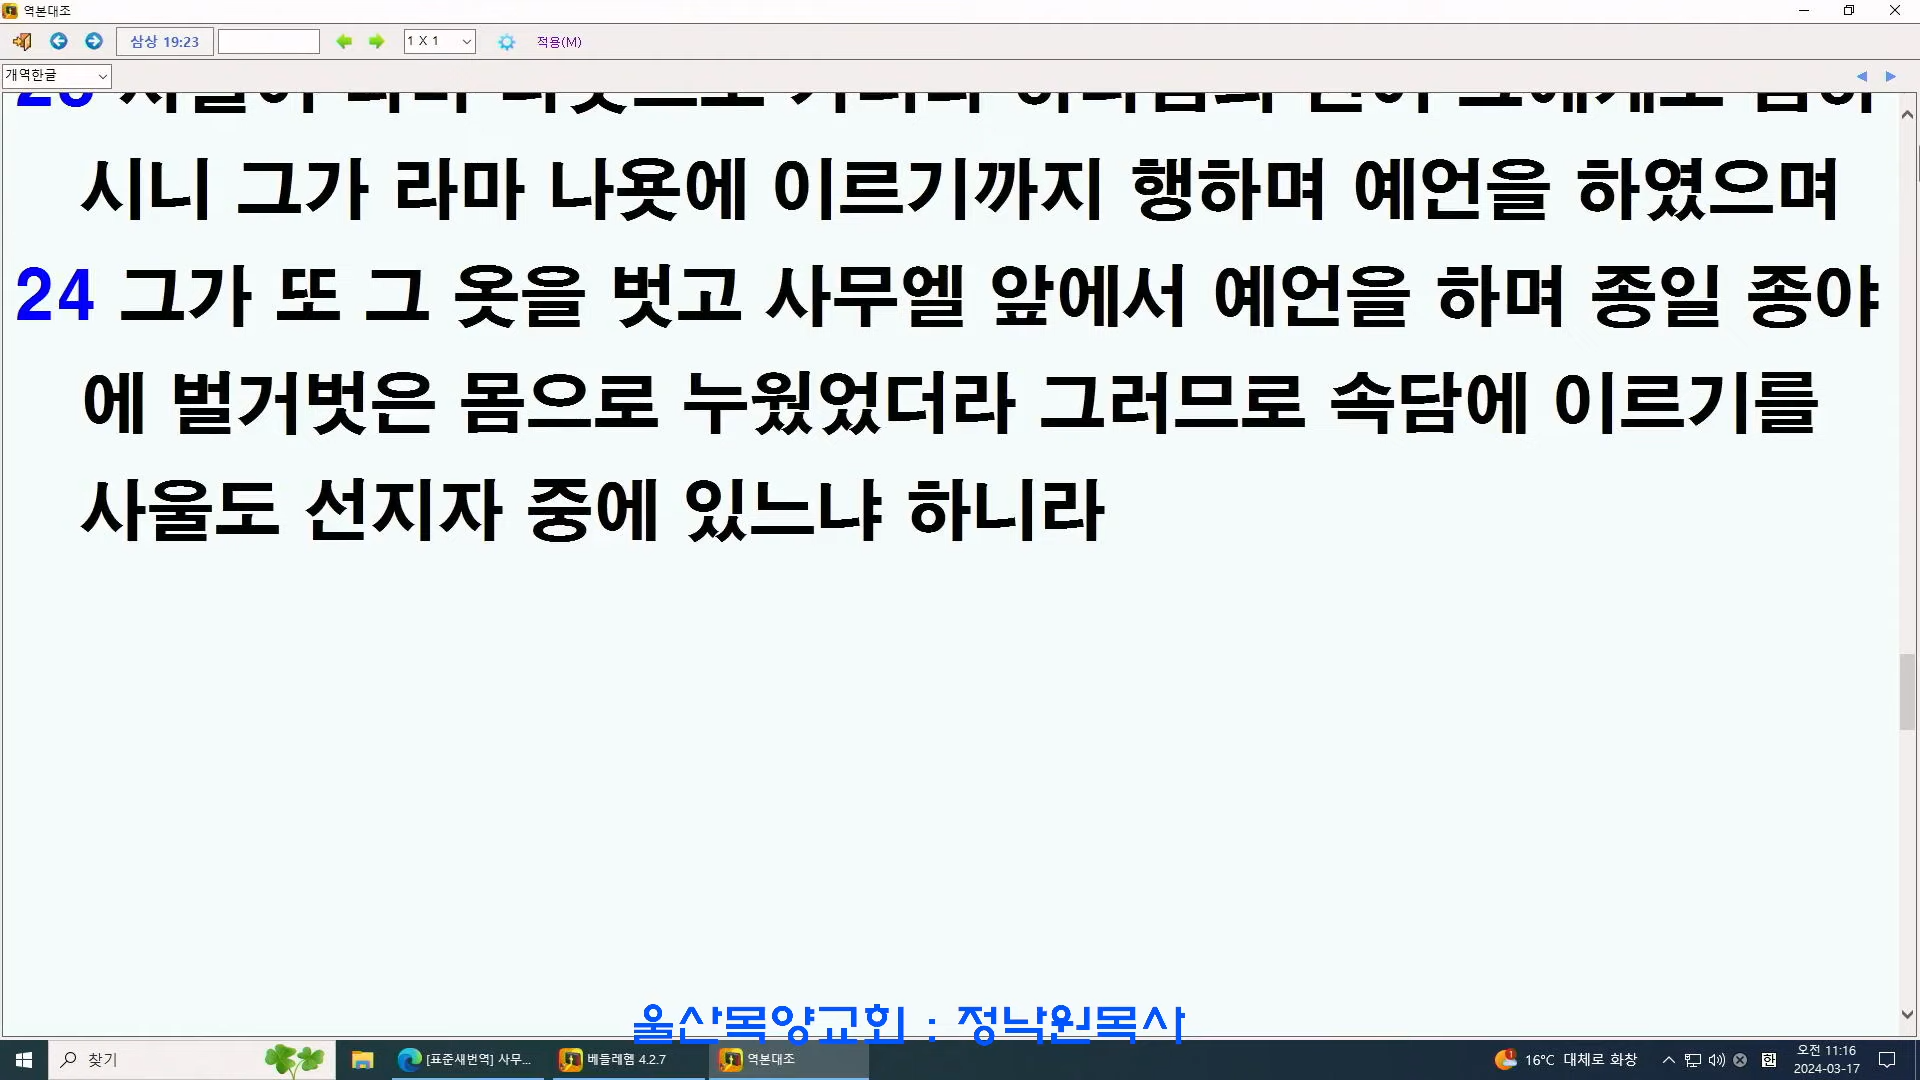 역본대조
삼상 19:23
1 X 1
적용(M)
개역한글
시니 그가 라마 나욧에 이르기까지 행하며 예언을 하였으며
24 그가 또 그 옷을 벗고 사무엘 앞에서 예언을 하며 종일 종야
에 벌거벗은 몸으로 누웠었더라 그러므로 속담에 이르기를
사울도 선지자 중에 있느냐 하니라
울산목양교회 : 정낙원목사
찾기
[표준새번역] 사무...
베들레헴 4.2.7
역본대조
1
16°C 대체로 화창
한
오전 11:16
2024-03-17